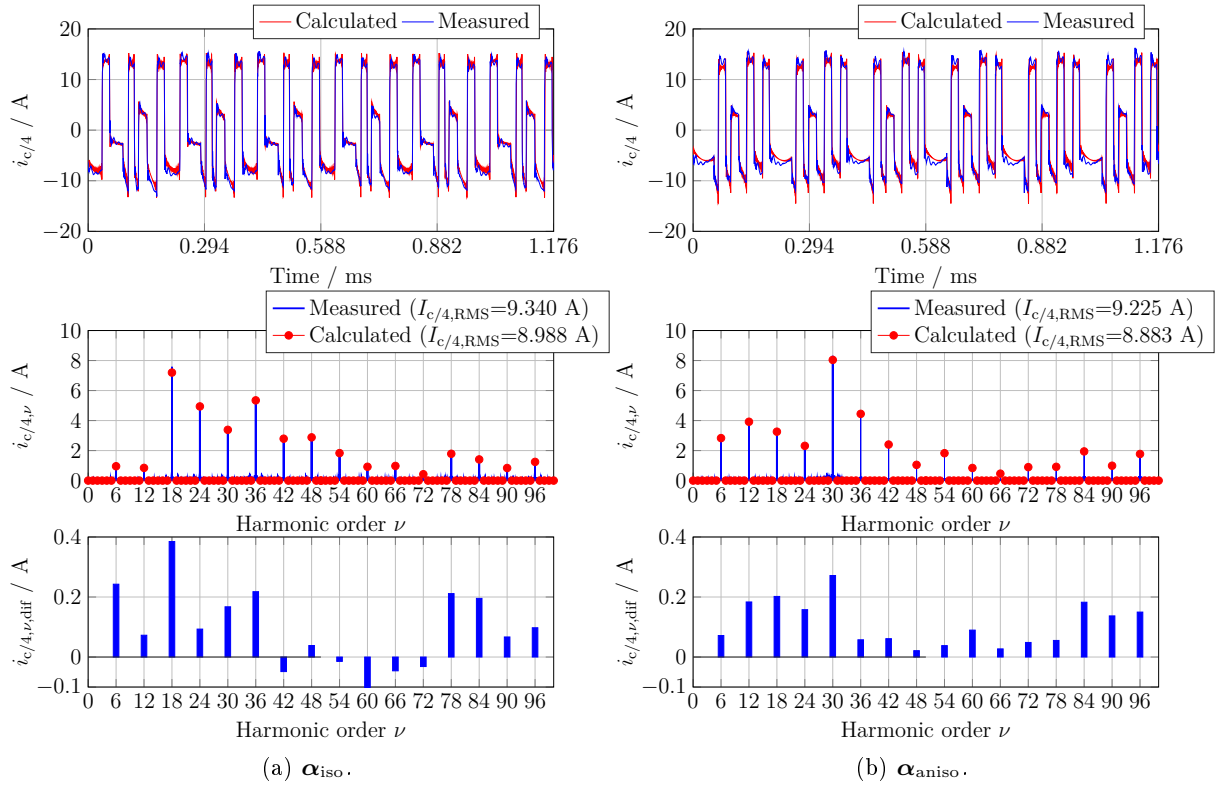 Calculated Measured
20
10
0
−10
−20
i_c/4 / A
0 0.294 0.588 0.882 1.176
Time / ms
Measured (I_c/4,RMS=9.340 A)
Calculated (I_c/4,RMS=8.988 A)
10
8
6
4
2
0
i_c/4,ν / A
0 6 12 18 24 30 36 42 48 54 60 66 72 78 84 90 96
Harmonic order ν
0.4
0.2
0
−0.1
i_c/4,ν,dif / A
0 6 12 18 24 30 36 42 48 54 60 66 72 78 84 90 96
Harmonic order ν
(a) α_iso.
Calculated Measured
20
10
0
−10
−20
i_c/4 / A
0 0.294 0.588 0.882 1.176
Time / ms
Measured (I_c/4,RMS=9.225 A)
Calculated (I_c/4,RMS=8.883 A)
10
8
6
4
2
0
i_c/4,ν / A
0 6 12 18 24 30 36 42 48 54 60 66 72 78 84 90 96
Harmonic order ν
0.4
0.2
0
−0.1
i_c/4,ν,dif / A
0 6 12 18 24 30 36 42 48 54 60 66 72 78 84 90 96
Harmonic order ν
(b) α_aniso.